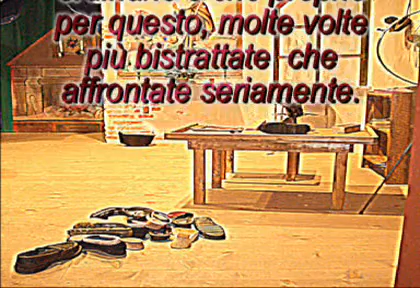 per questo, molte volte
più bistrattate che
affrontate seriamente.